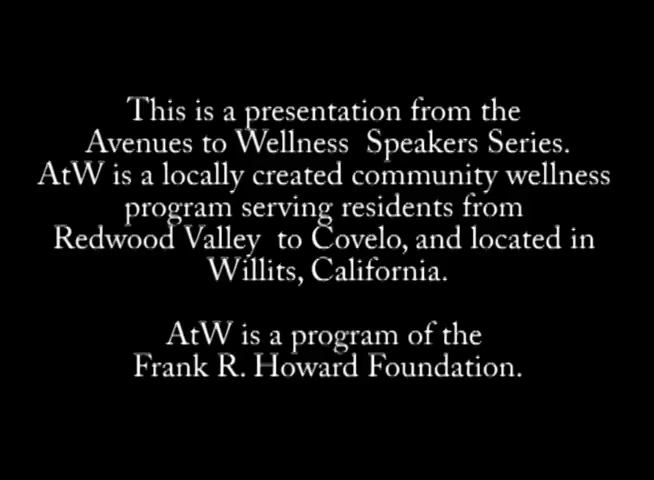 This is a presentation from the
Avenues to Wellness Speakers Series.
AtW is a locally created community wellness
program serving residents from
Redwood Valley to Covelo, and located in
Willits, California.
AtW is a program of the
Frank R. Howard Foundation.